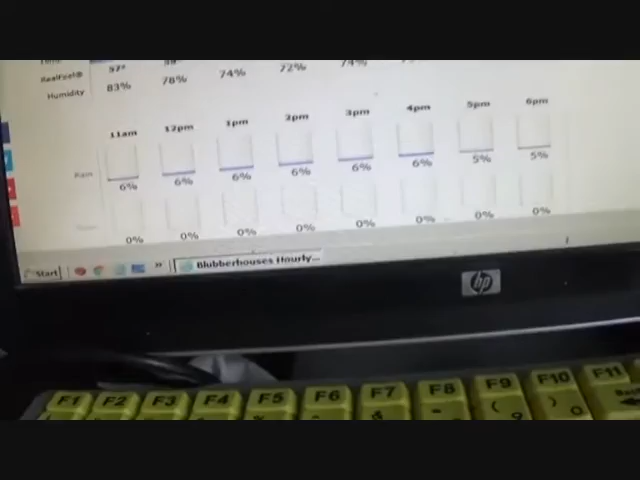 57°
RealFeel®
Humidity 83% 78% 74% 72% 74%
11am 12pm 1pm 2pm 3pm 4pm 5pm 6pm
Rain 6% 6% 6% 6% 6% 6% 5% 5%
0% 0% 0% 0% 0% 0% 0% 0%
Start » Blubberhouses Hourly...
hp
F1 F2 F3 F4 F5 F6 F7 F8 F9 F10 F11